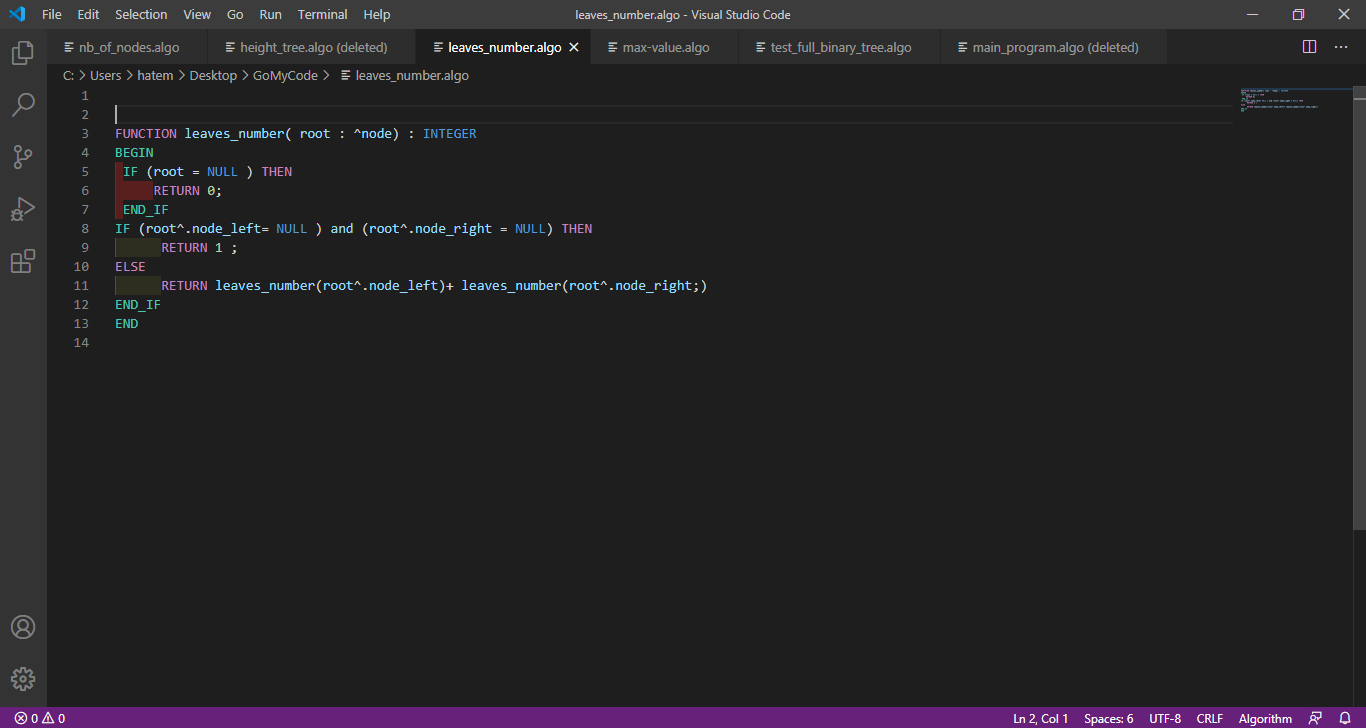 File Edit Selection View Go Run Terminal Help leaves_number.algo - Visual Studio Code
nb_of_nodes.algo height_tree.algo (deleted) leaves_number.algo max-value.algo test_full_binary_tree.algo main_program.algo (deleted)
C: > Users > hatem > Desktop > GoMyCode > leaves_number.algo
1
2
3 FUNCTION leaves_number( root : ^node) : INTEGER
4 BEGIN
5 IF (root = NULL ) THEN
6 RETURN 0;
7 END_IF
8 IF (root^.node_left= NULL ) and (root^.node_right = NULL) THEN
9 RETURN 1 ;
10 ELSE
11 RETURN leaves_number(root^.node_left)+ leaves_number(root^.node_right;)
12 END_IF
13 END
14
0 0 Ln 2, Col 1 Spaces: 6 UTF-8 CRLF Algorithm